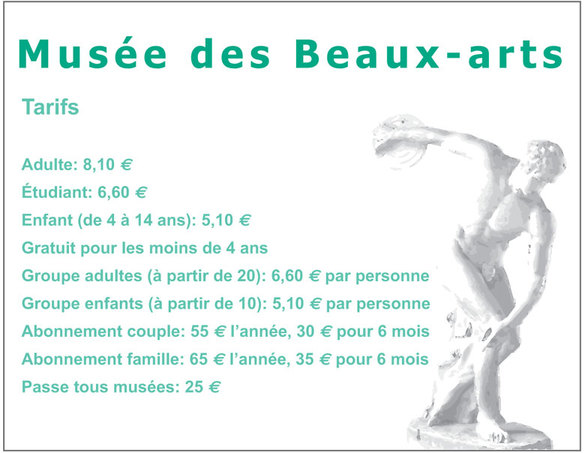 Musée des Beaux-arts
Tarifs
Adulte: 8,10 €
Étudiant: 6,60 €
Enfant (de 4 à 14 ans): 5,10 €
Gratuit pour les moins de 4 ans
Groupe adultes (à partir de 20): 6,60 € par personne
Groupe enfants (à partir de 10): 5,10 € par personne
Abonnement couple: 55 € l’année, 30 € pour 6 mois
Abonnement famille: 65 € l’année, 35 € pour 6 mois
Passe tous musées: 25 €